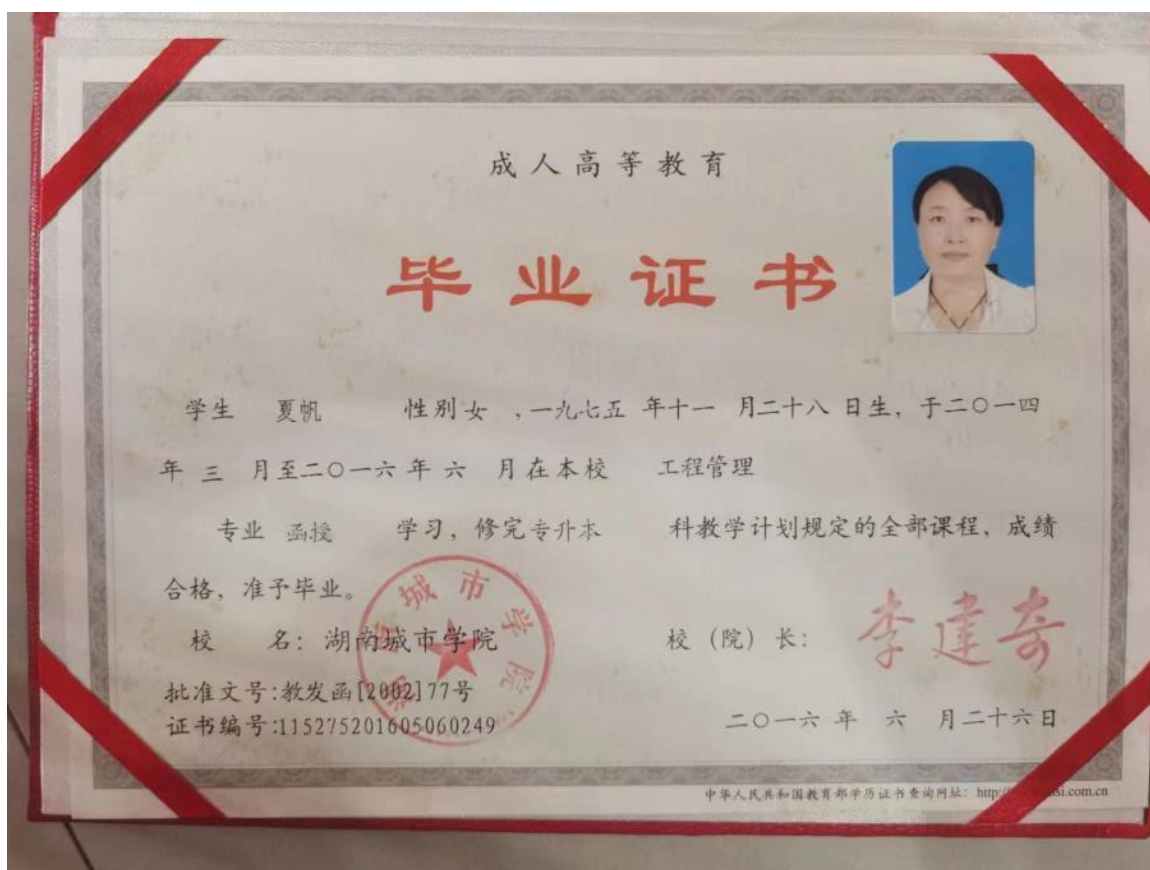 成人高等教育
毕业证书
学生 夏帆 性别 女 ,一九七五 年十一 月二十八 日生, 于二〇一四
年 三 月至二〇一六 年 六 月在本校 工程管理
专业 函授 学习, 修完专升本 科教学计划规定的全部课程, 成绩
合格, 准予毕业。
校 名: 湖南城市学院 校(院)长: 李建奇
批准文号:教发函[2002]77号
证书编号:115275201605060249
二〇一六 年 六 月二十六日
城市学院
中华人民共和国教育部学历证书查询网址: http:// si.com.cn